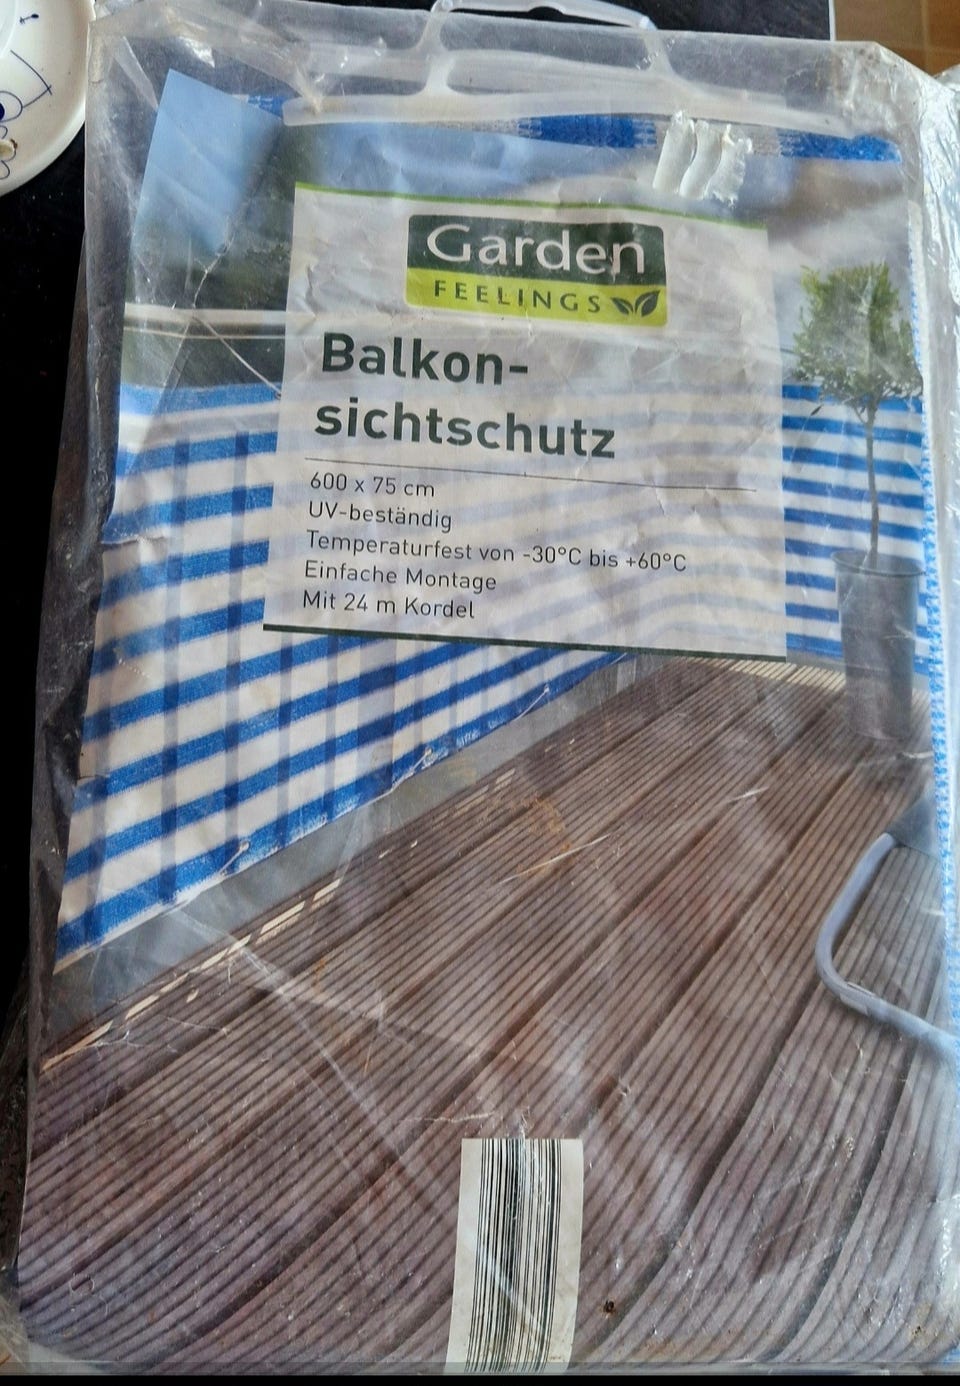 Garden
FEELINGS
Balkon-
sichtschutz
600 x 75 cm
UV-beständig
Temperaturfest von -30°C bis +60°C
Einfache Montage
Mit 24 m Kordel